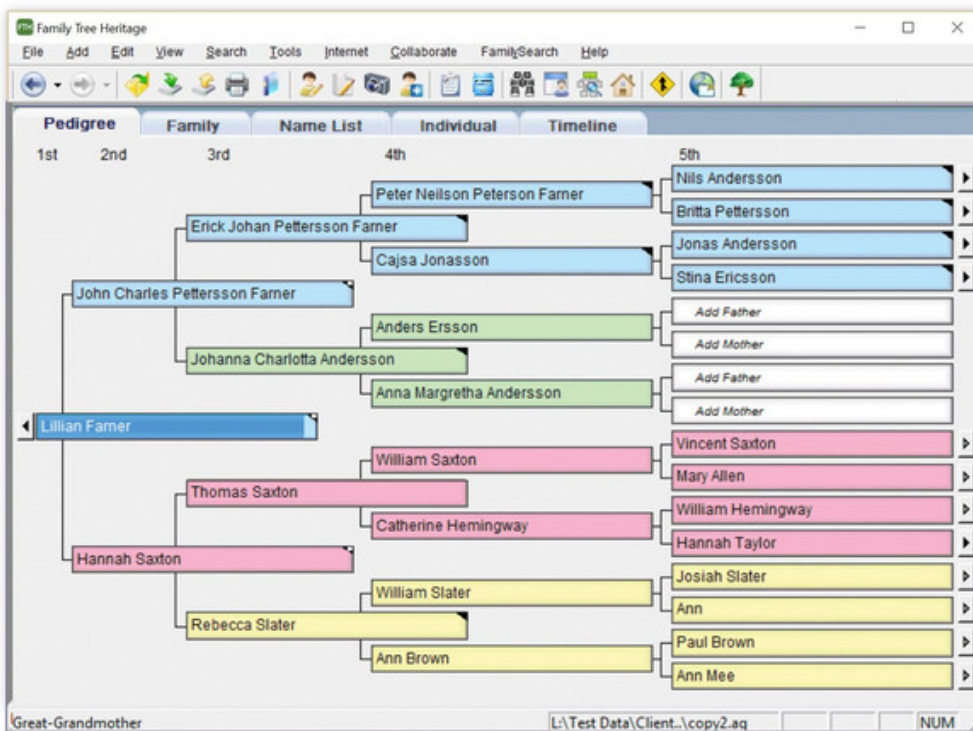 FTH Family Tree Heritage
File Add Edit View Search Tools Internet Collaborate FamilySearch Help
Pedigree Family Name List Individual Timeline
1st 2nd 3rd 4th 5th
Nils Andersson
Peter Neilson Peterson Farner
Britta Pettersson
Erick Johan Pettersson Farner
Jonas Andersson
Cajsa Jonasson
Stina Ericsson
John Charles Pettersson Farner
Add Father
Anders Ersson
Add Mother
Johanna Charlotta Andersson
Add Father
Anna Margretha Andersson
Add Mother
Lillian Farner
Vincent Saxton
William Saxton
Mary Allen
Thomas Saxton
William Hemingway
Catherine Hemingway
Hannah Taylor
Hannah Saxton
Josiah Slater
William Slater
Ann
Rebecca Slater
Paul Brown
Ann Brown
Ann Mee
Great-Grandmother L:\Test Data\Client..\copy2.aq NUM